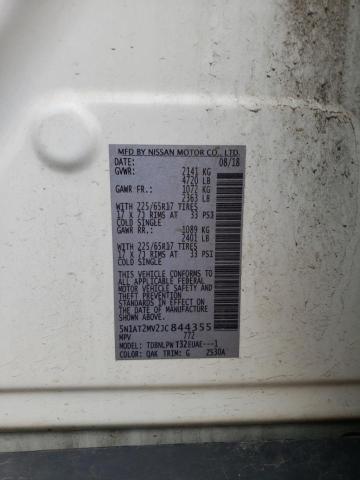 MFD BY NISSAN MOTOR CO., LTD.
DATE: 08/18
GVWR: 2141 KG
4720 LB
GAWR FR: 1072 KG
2363 LB
WITH 225/65R17 TIRES
17 X 7J RIMS AT 33 PSI
COLD SINGLE
GAWR RR.: 1089 KG
2401 LB
WITH 225/65R17 TIRES
17 X 7J RIMS AT 33 PSI
COLD SINGLE
THIS VEHICLE CONFORMS TO
ALL APPLICABLE FEDERAL
MOTOR VEHICLE SAFETY,
BUMPER, AND THEFT PREVENTION
STANDARDS IN EFFECT ON THE
DATE OF MANUFACTURE SHOWN
ABOVE.
5N1AT2MV2JC844355
MPV 772
MODEL: TDBNLPW T32EUAE---1
COLOR: QAK TRIM: G 2530A